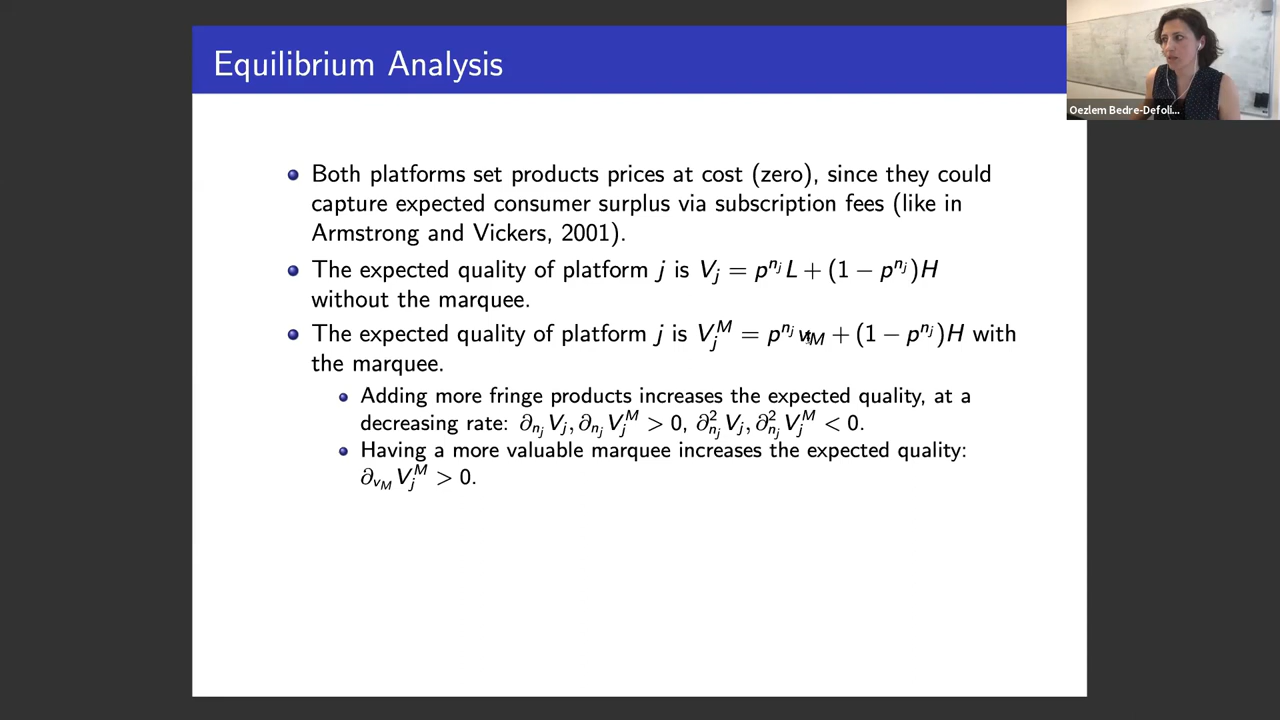 Equilibrium Analysis
Oezlem Bedre-Defoli...
Both platforms set products prices at cost (zero), since they could
capture expected consumer surplus via subscription fees (like in
Armstrong and Vickers, 2001).
The expected quality of platform j is V_j = p^{n_j} L + (1 − p^{n_j})H
without the marquee.
The expected quality of platform j is V_j^M = p^{n_j} v_M + (1 − p^{n_j})H with
the marquee.
Adding more fringe products increases the expected quality, at a
decreasing rate: ∂_{n_j} V_j, ∂_{n_j} V_j^M > 0, ∂²_{n_j} V_j, ∂²_{n_j} V_j^M < 0.
Having a more valuable marquee increases the expected quality:
∂_{v_M} V_j^M > 0.